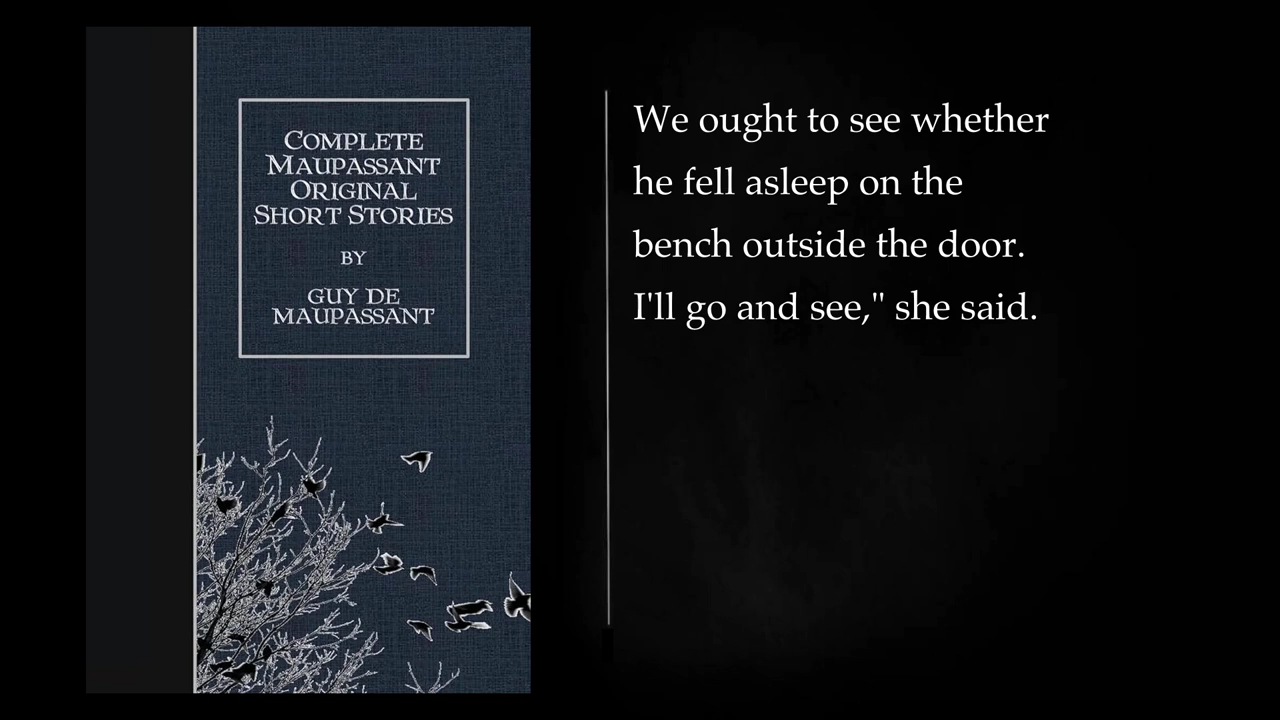 COMPLETE
MAUPASSANT
ORIGINAL
SHORT STORIES
BY
GUY DE
MAUPASSANT
We ought to see whether
he fell asleep on the
bench outside the door.
I'll go and see," she said.